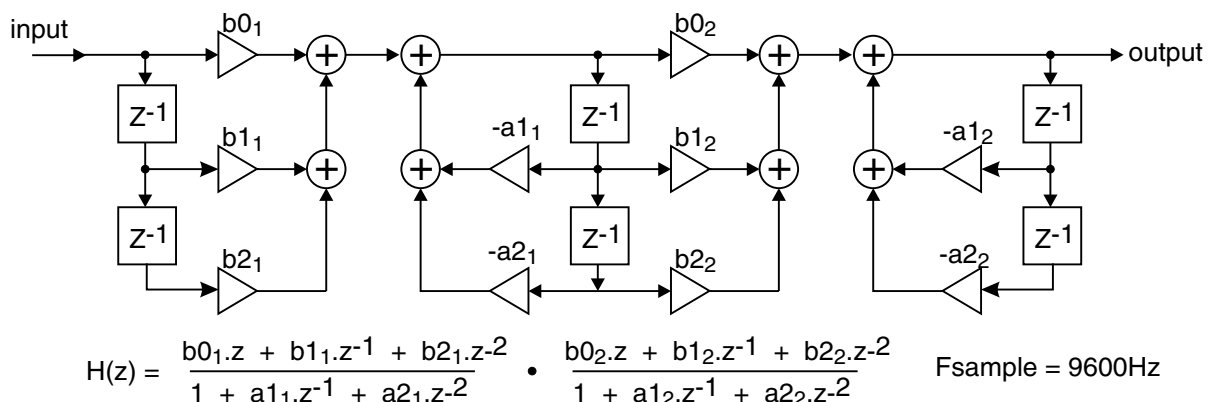 b0₁ b0₂
input output
z-1 z-1 z-1
b1₁ -a1₁ b1₂ -a1₂
z-1 z-1 z-1
b2₁ -a2₁ b2₂ -a2₂
H(z) = b0₁.z + b1₁.z-1 + b2₁.z-2 • b0₂.z + b1₂.z-1 + b2₂.z-2 Fsample = 9600Hz
1 + a1₁.z-1 + a2₁.z-2 1 + a1₂.z-1 + a2₂.z-2